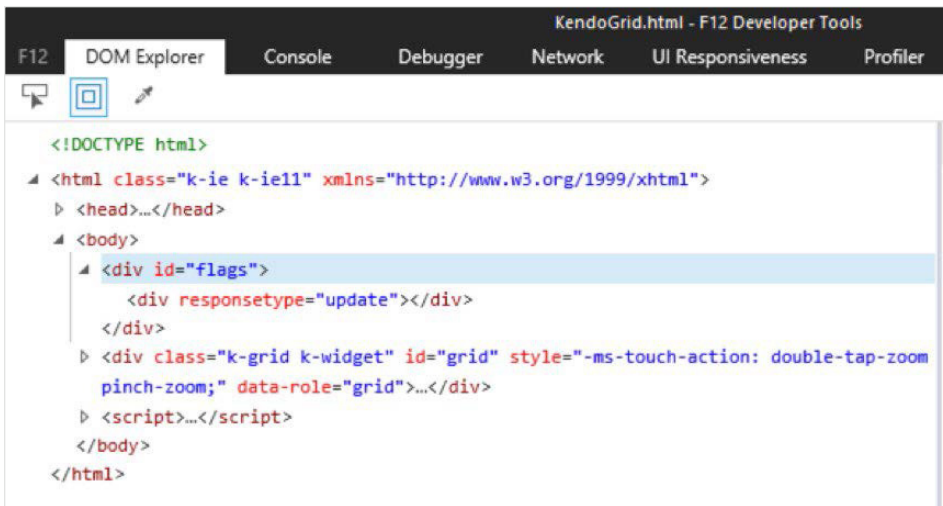 KendoGrid.html - F12 Developer Tools
F12 DOM Explorer Console Debugger Network UI Responsiveness Profiler
<!DOCTYPE html>
<html class="k-ie k-ie11" xmlns="http://www.w3.org/1999/xhtml">
<head>…</head>
<body>
<div id="flags">
<div responsetype="update"></div>
</div>
<div class="k-grid k-widget" id="grid" style="-ms-touch-action: double-tap-zoom
pinch-zoom;" data-role="grid">…</div>
<script>…</script>
</body>
</html>